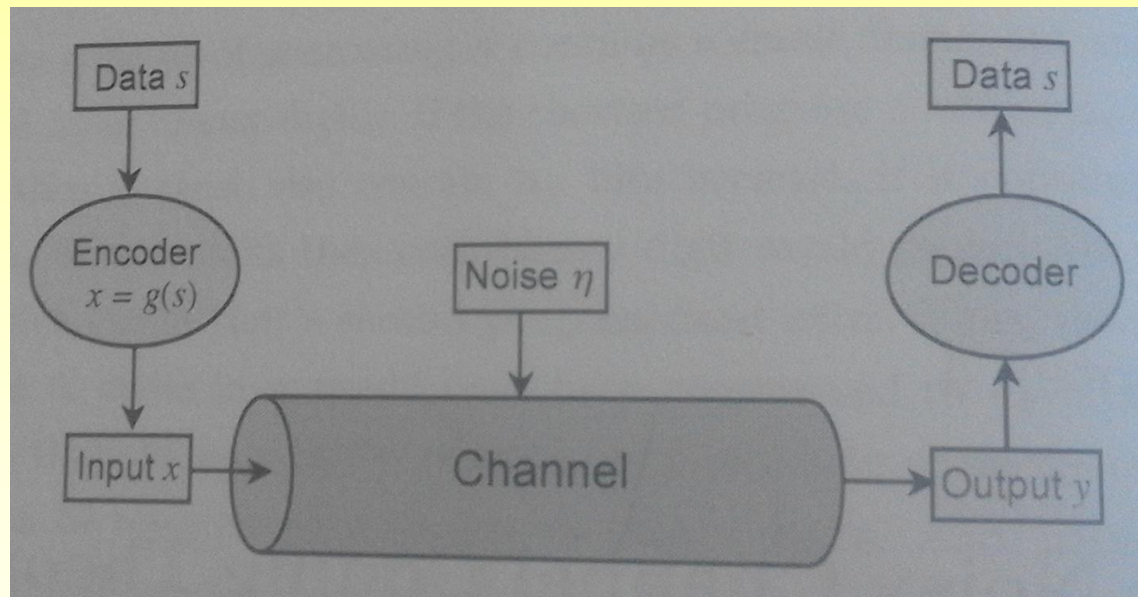 Data s
Encoder
x = g(s)
Input x
Noise η
Channel
Output y
Decoder
Data s